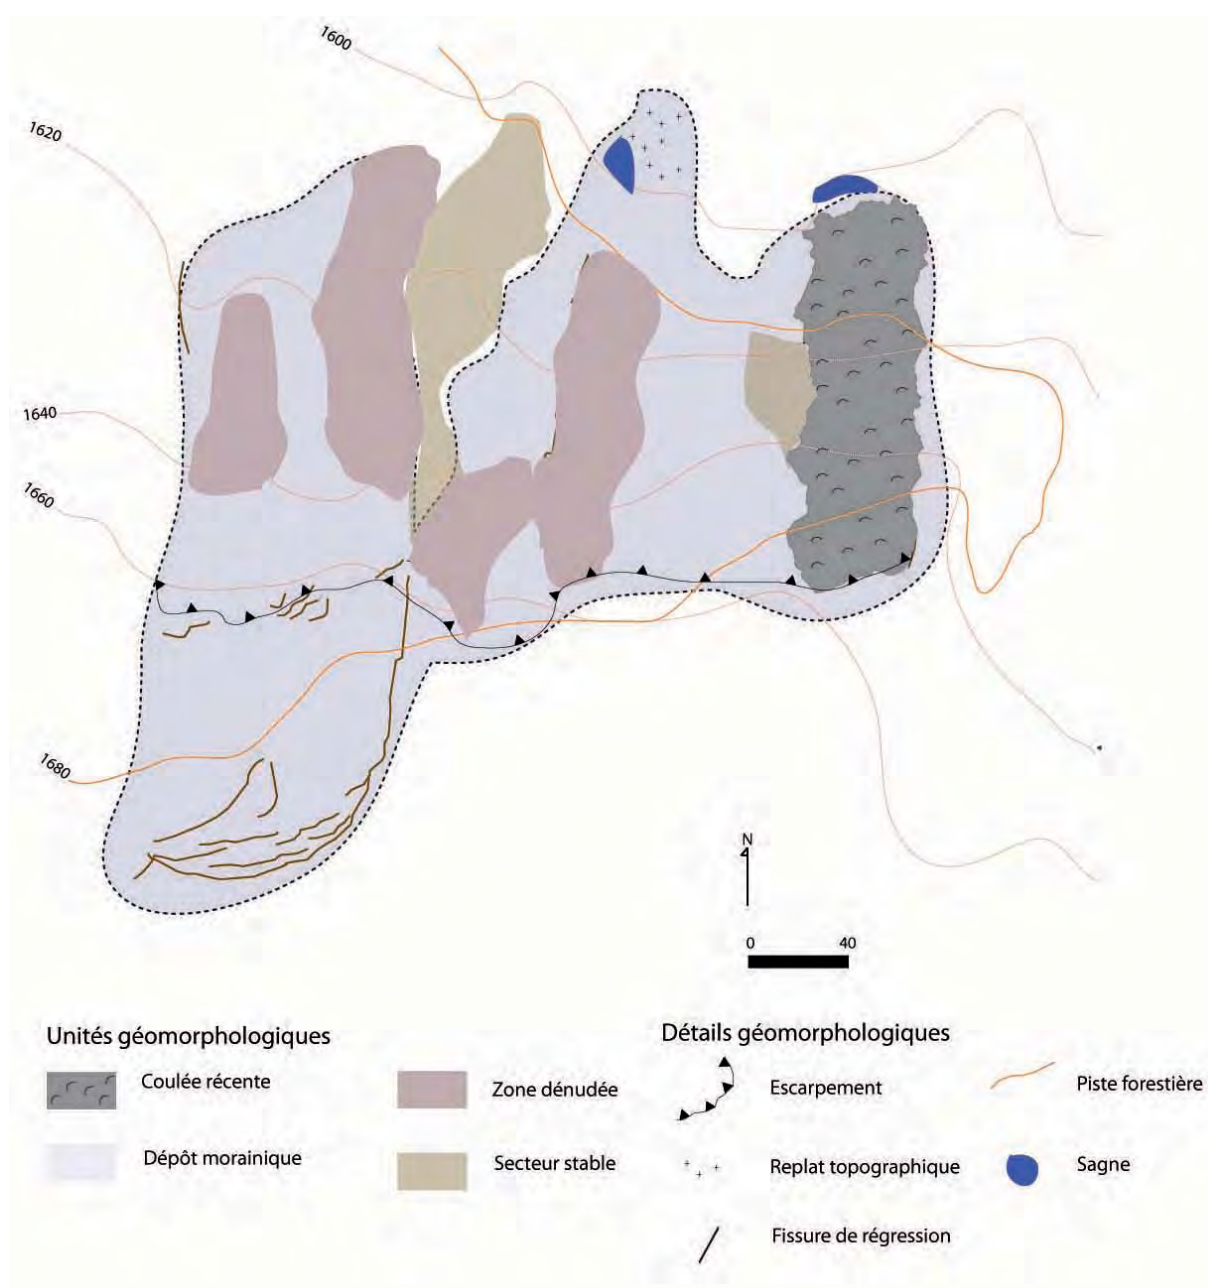 1600
1620
1640
1660
1680
N
0 40
Unités géomorphologiques
Coulée récente
Zone dénudée
Dépôt morainique
Secteur stable
Détails géomorphologiques
Escarpement
Piste forestière
Replat topographique
Sagne
Fissure de régression